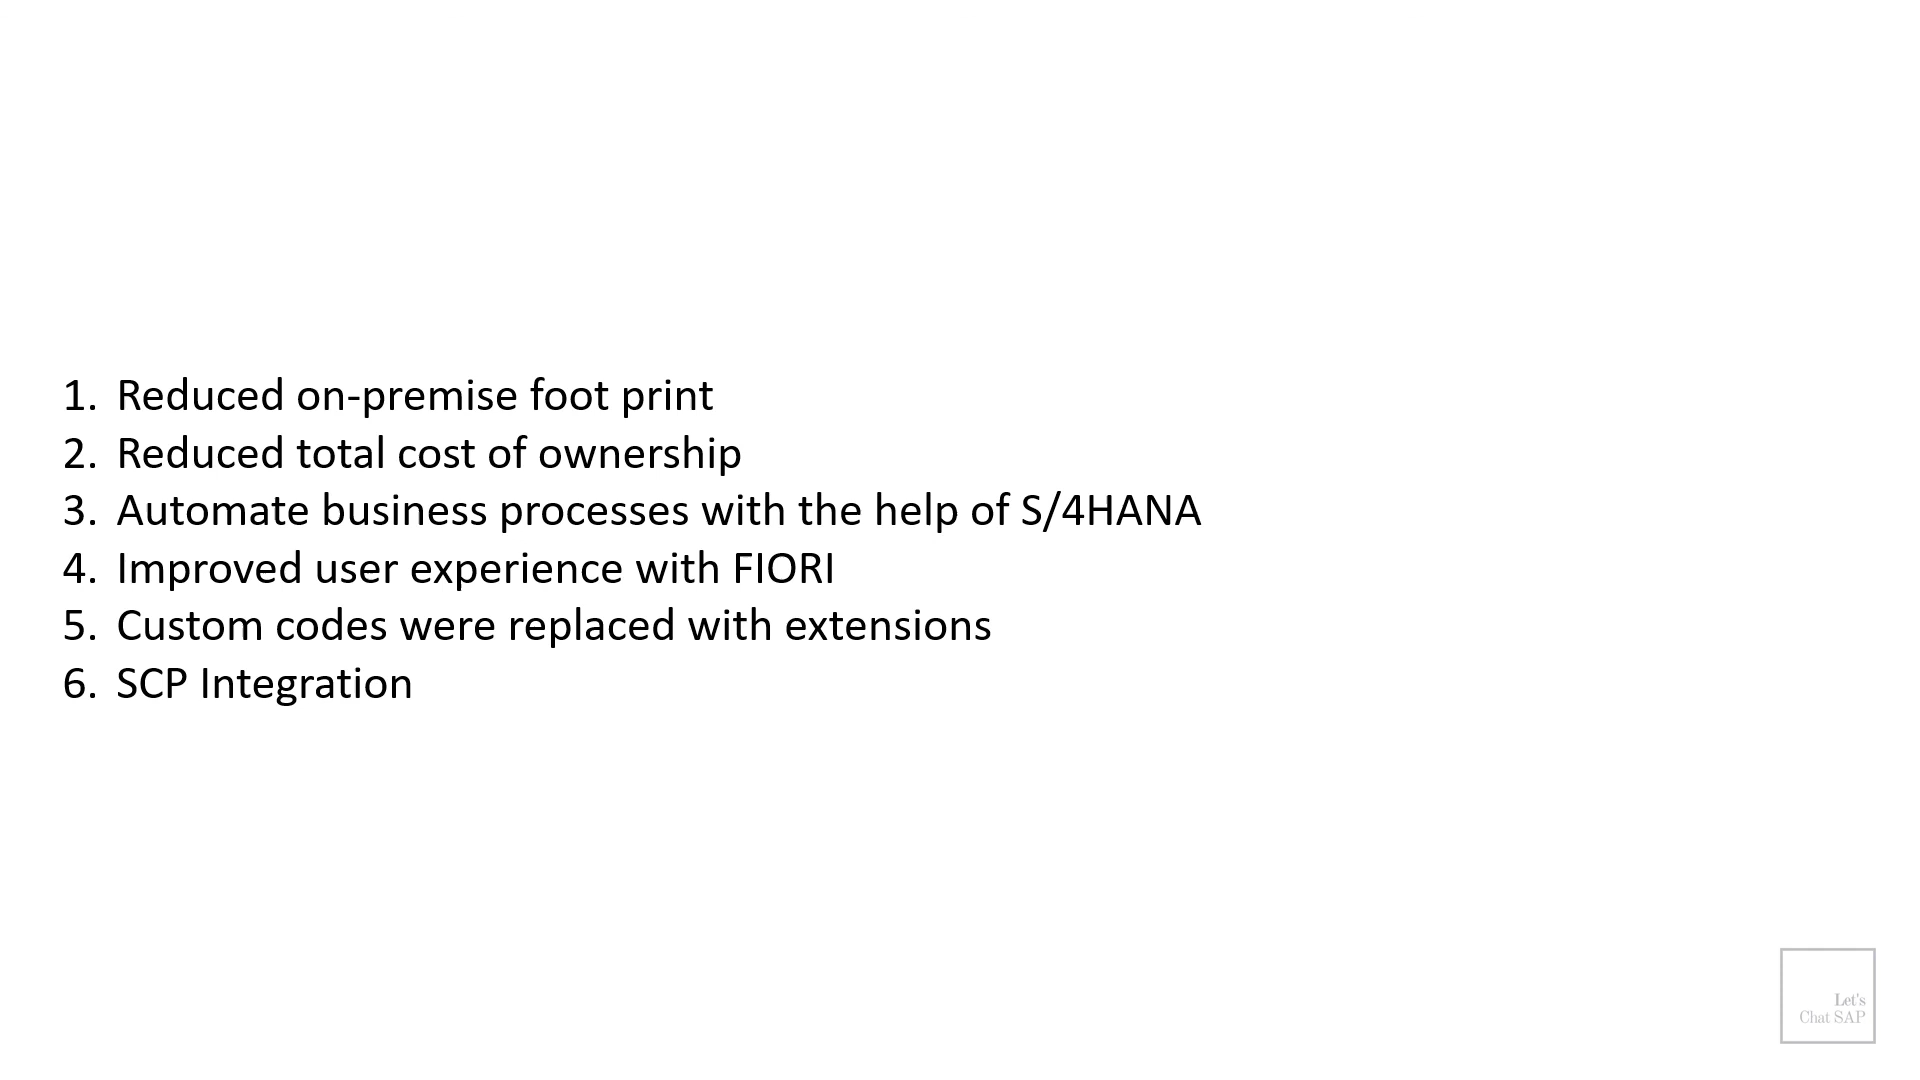 1. Reduced on-premise foot print
2. Reduced total cost of ownership
3. Automate business processes with the help of S/4HANA
4. Improved user experience with FIORI
5. Custom codes were replaced with extensions
6. SCP Integration
Let's
Chat SAP